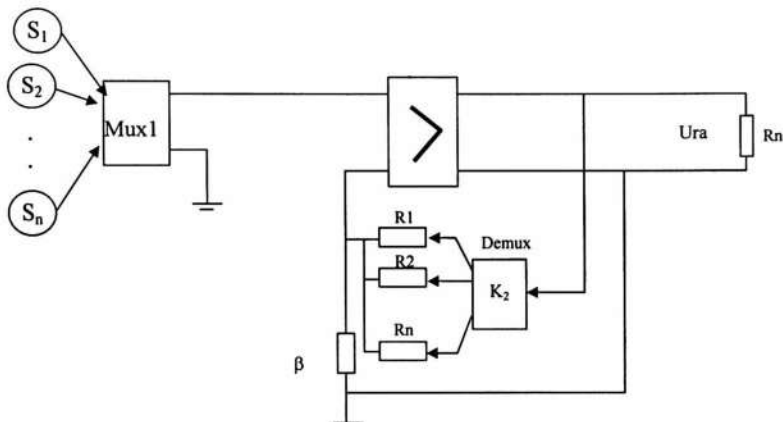 S1
S2
.
.
Sn
Mux1
Ura
Rn
R1
Demux
R2
K2
Rn
β